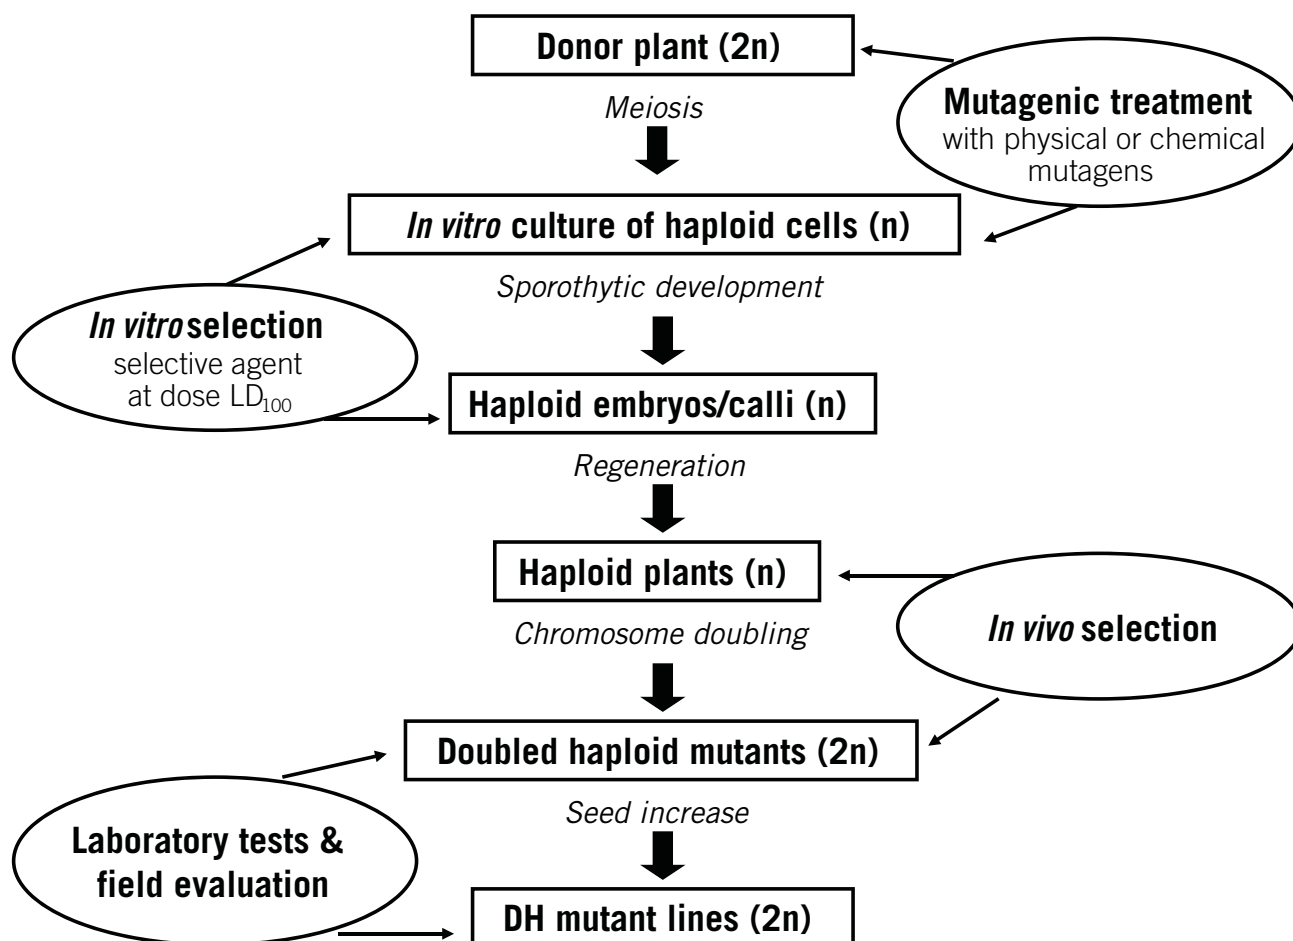 Donor plant (2n)
Mutagenic treatment
with physical or chemical
mutagens
Meiosis
In vitro culture of haploid cells (n)
Sporothytic development
In vitro selection
selective agent
at dose LD100
Haploid embryos/calli (n)
Regeneration
Haploid plants (n)
In vivo selection
Chromosome doubling
Doubled haploid mutants (2n)
Seed increase
Laboratory tests &
field evaluation
DH mutant lines (2n)